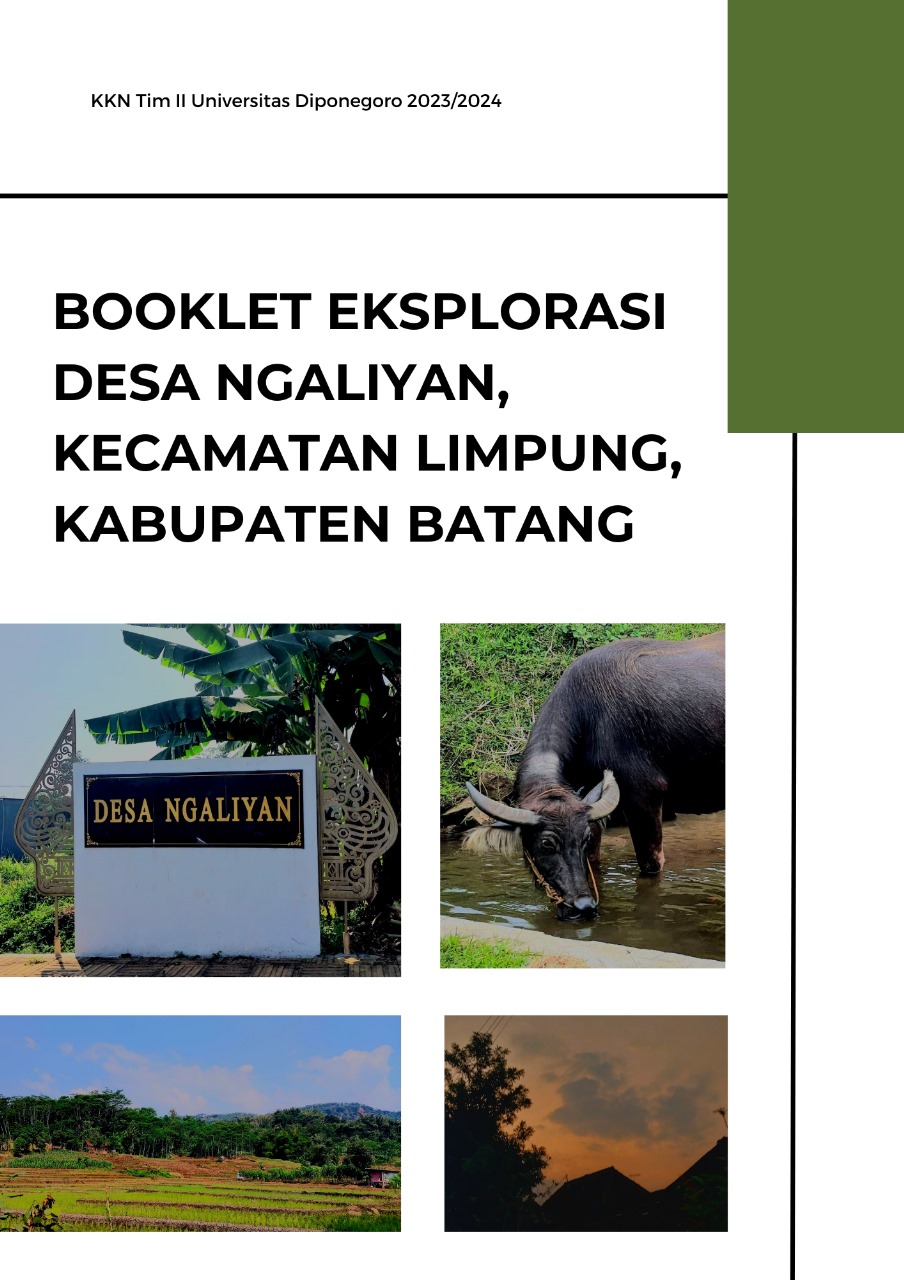 KKN Tim II Universitas Diponegoro 2023/2024
BOOKLET EKSPLORASI
DESA NGALIYAN,
KECAMATAN LIMPUNG,
KABUPATEN BATANG
DESA NGALIYAN